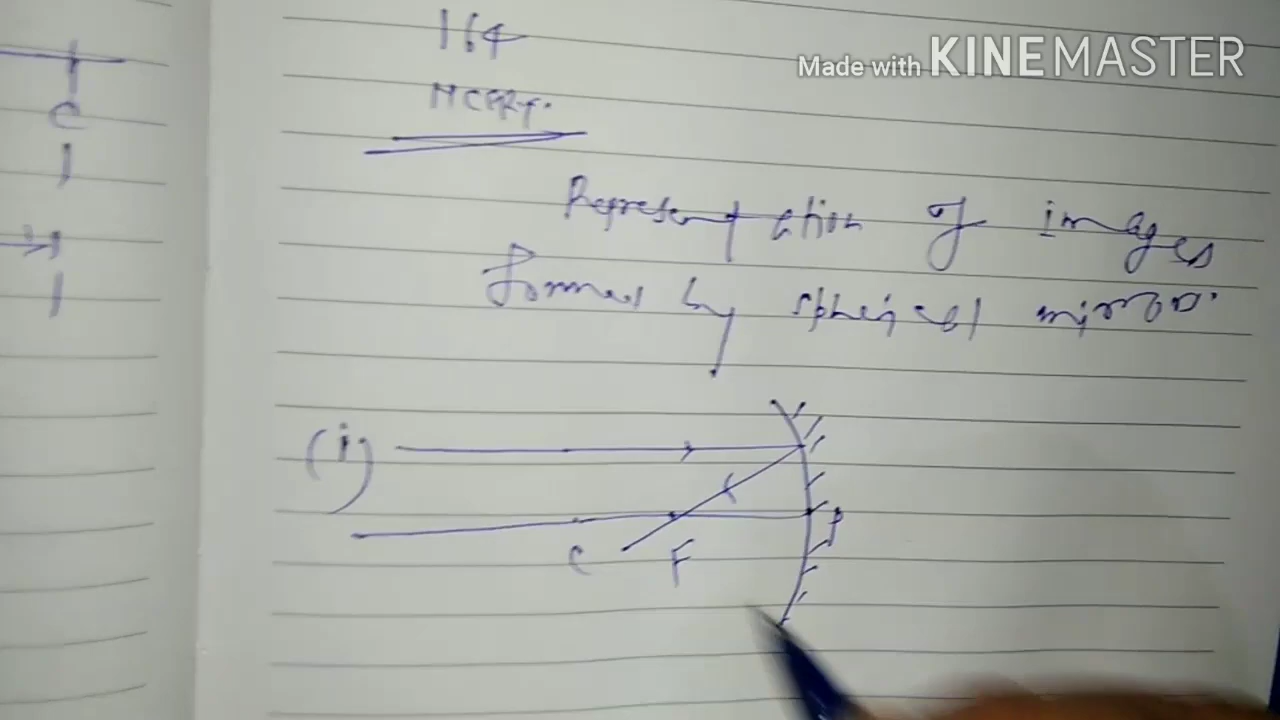 Made with KINEMASTER
164
NCERT.
Representation of images
formed by spherical mirror.
(i)
C F P
C